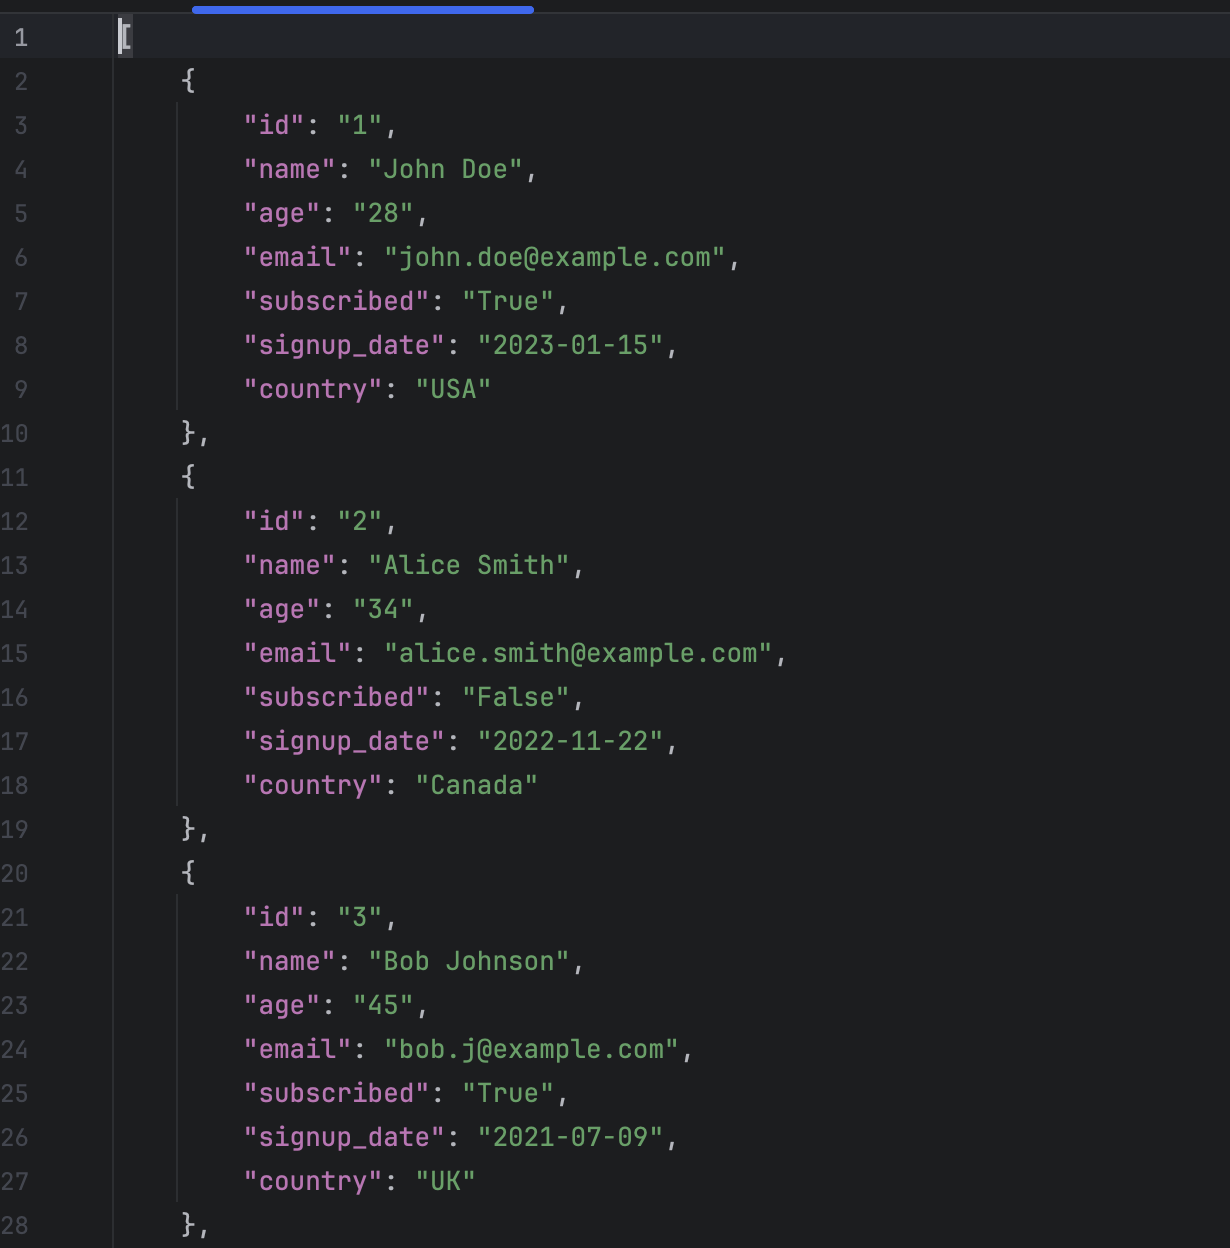 1 [
2 {
3 "id": "1",
4 "name": "John Doe",
5 "age": "28",
6 "email": "john.doe@example.com",
7 "subscribed": "True",
8 "signup_date": "2023-01-15",
9 "country": "USA"
10 },
11 {
12 "id": "2",
13 "name": "Alice Smith",
14 "age": "34",
15 "email": "alice.smith@example.com",
16 "subscribed": "False",
17 "signup_date": "2022-11-22",
18 "country": "Canada"
19 },
20 {
21 "id": "3",
22 "name": "Bob Johnson",
23 "age": "45",
24 "email": "bob.j@example.com",
25 "subscribed": "True",
26 "signup_date": "2021-07-09",
27 "country": "UK"
28 },